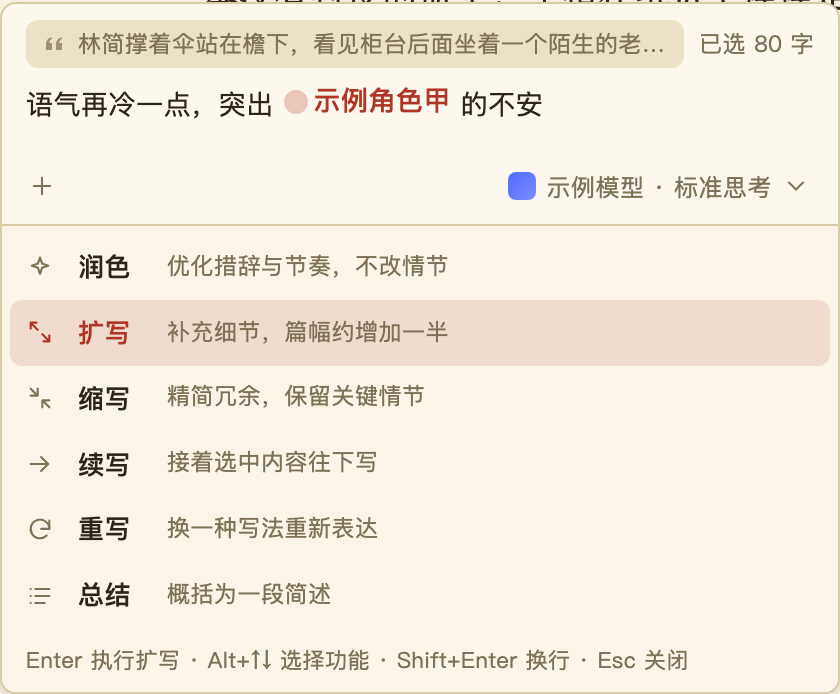 “ 林简撑着伞站在檐下，看见柜台后面坐着一个陌生的老… 已选 80 字
语气再冷一点，突出 示例角色甲 的不安
+ 示例模型 · 标准思考
润色 优化措辞与节奏，不改情节
扩写 补充细节，篇幅约增加一半
缩写 精简冗余，保留关键情节
续写 接着选中内容往下写
重写 换一种写法重新表达
总结 概括为一段简述
Enter 执行扩写 · Alt+↑↓ 选择功能 · Shift+Enter 换行 · Esc 关闭